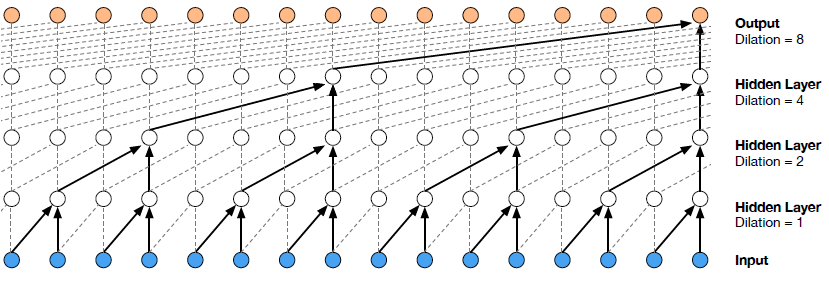 Output
Dilation = 8
Hidden Layer
Dilation = 4
Hidden Layer
Dilation = 2
Hidden Layer
Dilation = 1
Input